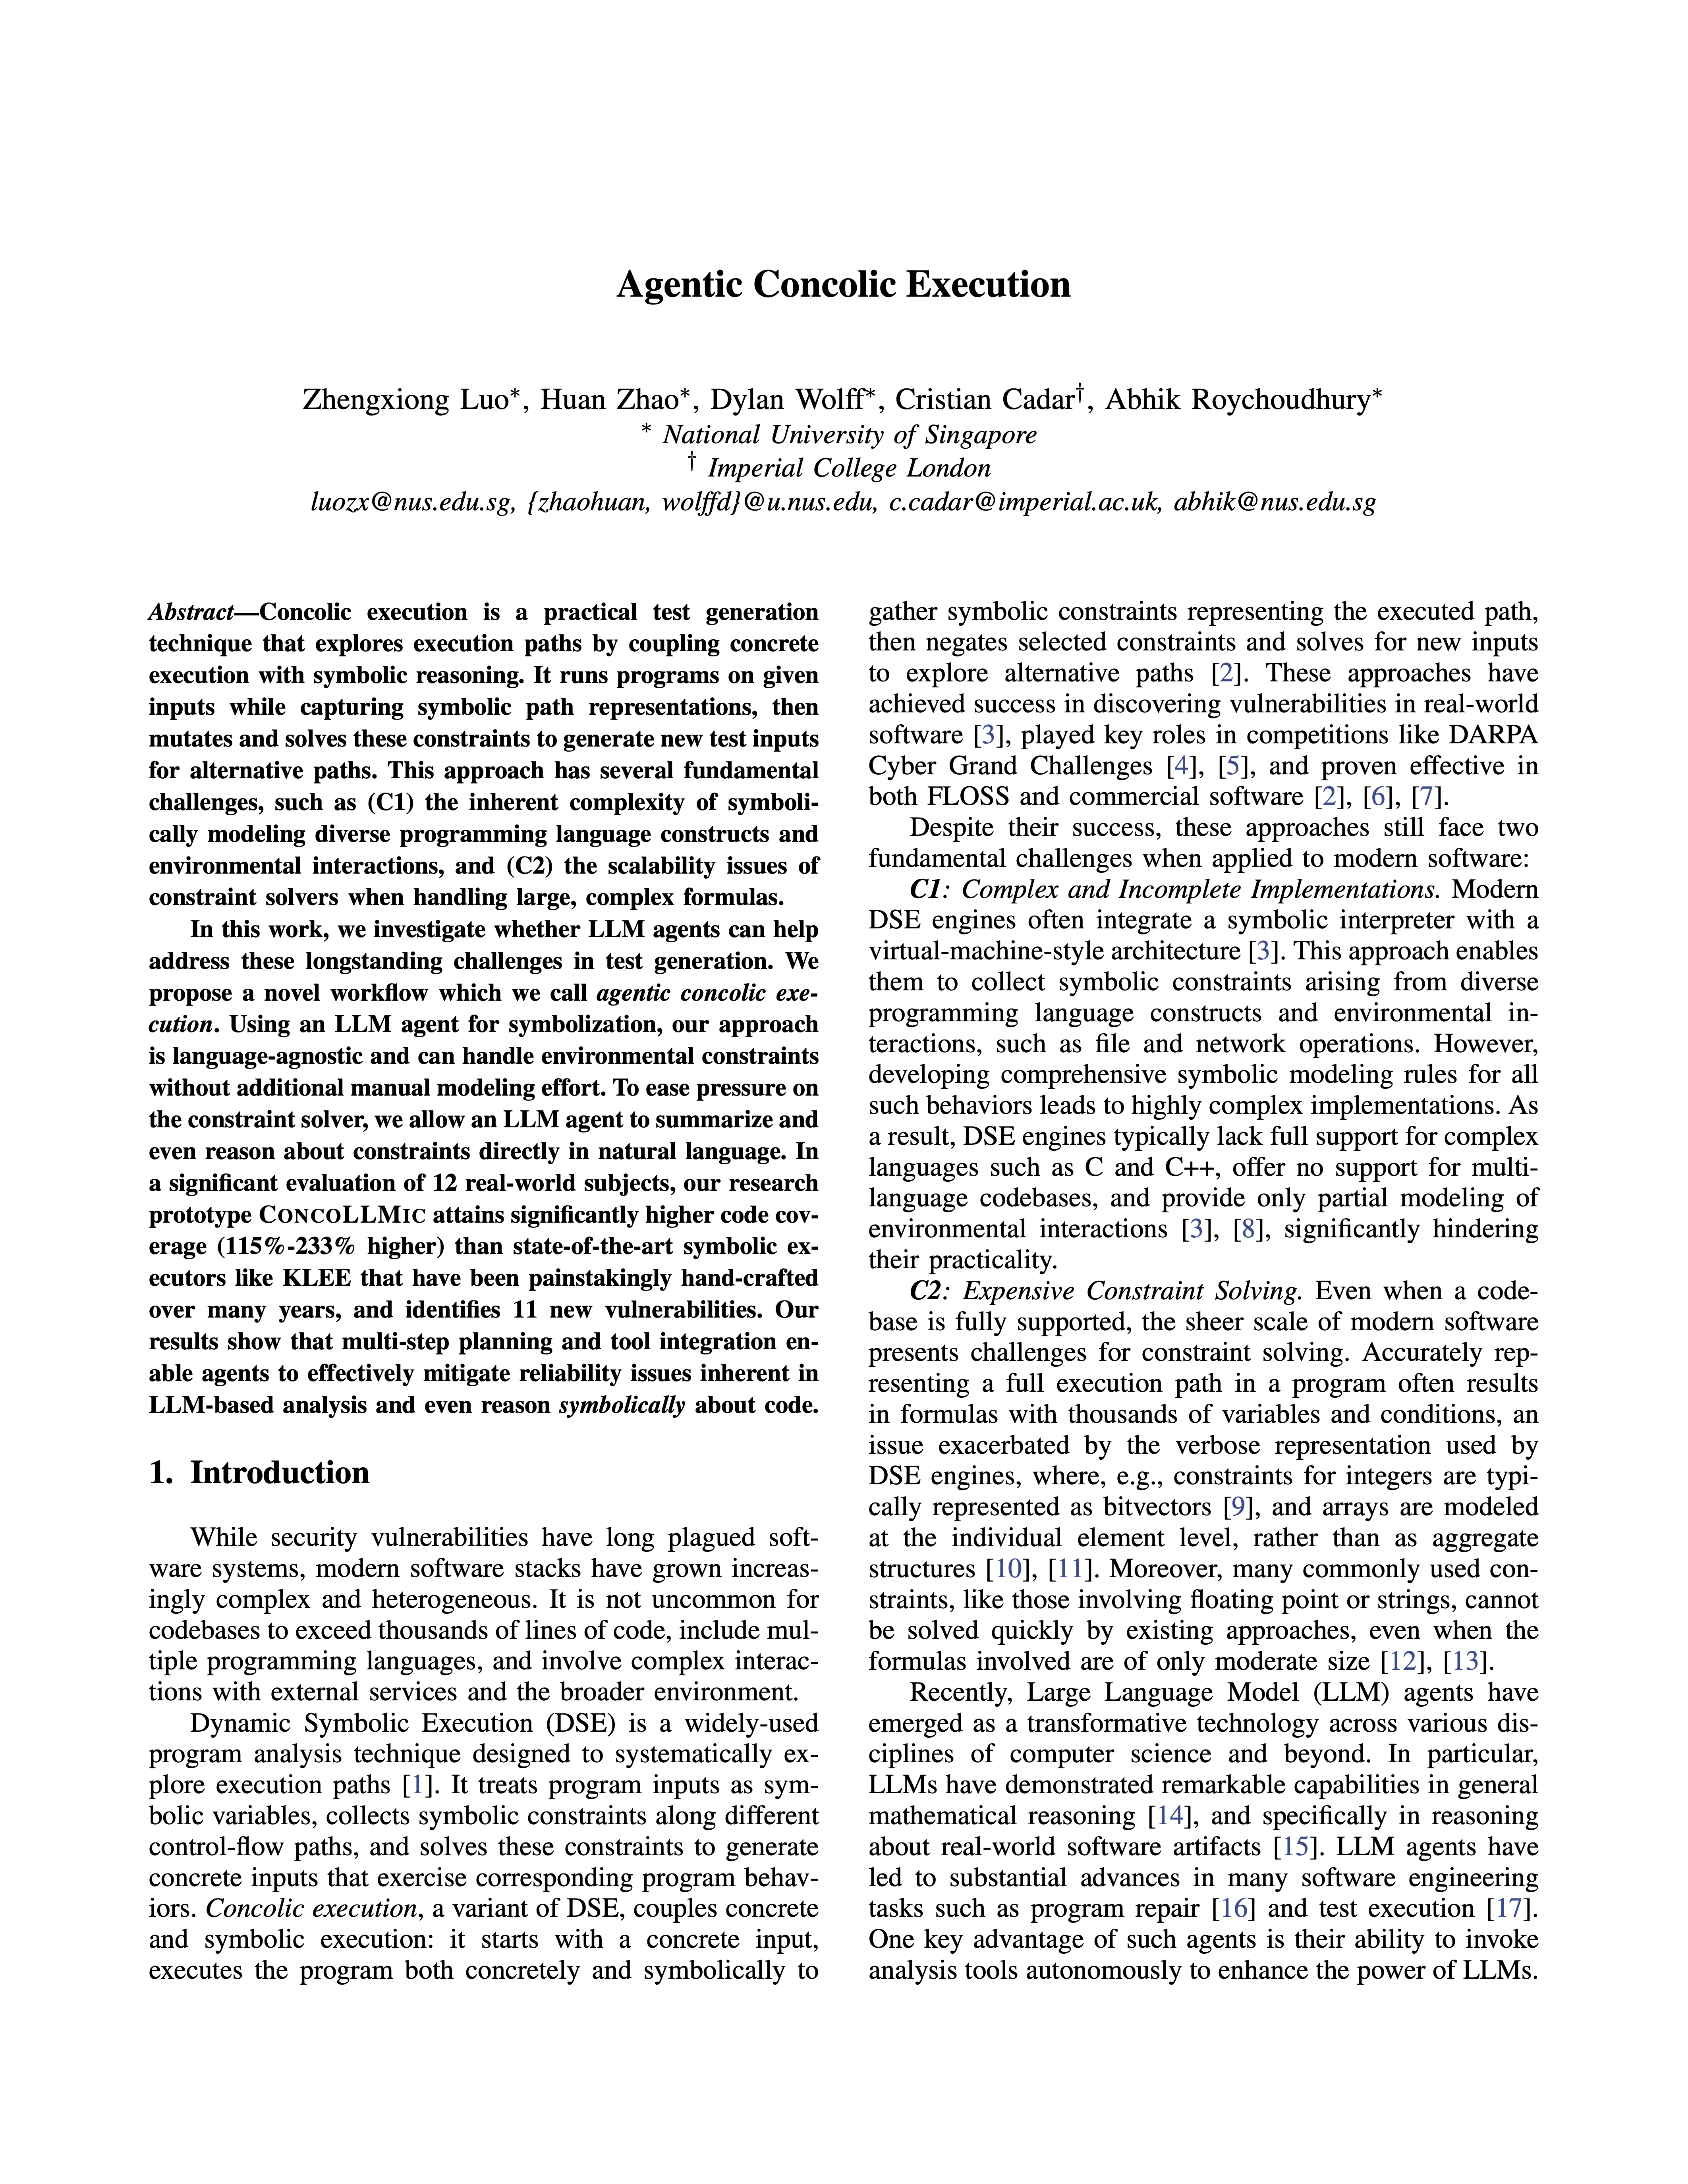 Agentic Concolic Execution
Zhengxiong Luo*, Huan Zhao*, Dylan Wolff*, Cristian Cadar†, Abhik Roychoudhury*
* National University of Singapore
† Imperial College London
luozx@nus.edu.sg, {zhaohuan, wolffd}@u.nus.edu, c.cadar@imperial.ac.uk, abhik@nus.edu.sg
Abstract—Concolic execution is a practical test generation
technique that explores execution paths by coupling concrete
execution with symbolic reasoning. It runs programs on given
inputs while capturing symbolic path representations, then
mutates and solves these constraints to generate new test inputs
for alternative paths. This approach has several fundamental
challenges, such as (C1) the inherent complexity of symboli-
cally modeling diverse programming language constructs and
environmental interactions, and (C2) the scalability issues of
constraint solvers when handling large, complex formulas.
In this work, we investigate whether LLM agents can help
address these longstanding challenges in test generation. We
propose a novel workflow which we call agentic concolic exe-
cution. Using an LLM agent for symbolization, our approach
is language-agnostic and can handle environmental constraints
without additional manual modeling effort. To ease pressure on
the constraint solver, we allow an LLM agent to summarize and
even reason about constraints directly in natural language. In
a significant evaluation of 12 real-world subjects, our research
prototype CONCOLLMIC attains significantly higher code cov-
erage (115%-233% higher) than state-of-the-art symbolic ex-
ecutors like KLEE that have been painstakingly hand-crafted
over many years, and identifies 11 new vulnerabilities. Our
results show that multi-step planning and tool integration en-
able agents to effectively mitigate reliability issues inherent in
LLM-based analysis and even reason symbolically about code.
1. Introduction
While security vulnerabilities have long plagued soft-
ware systems, modern software stacks have grown increas-
ingly complex and heterogeneous. It is not uncommon for
codebases to exceed thousands of lines of code, include mul-
tiple programming languages, and involve complex interac-
tions with external services and the broader environment.
Dynamic Symbolic Execution (DSE) is a widely-used
program analysis technique designed to systematically ex-
plore execution paths [1]. It treats program inputs as sym-
bolic variables, collects symbolic constraints along different
control-flow paths, and solves these constraints to generate
concrete inputs that exercise corresponding program behav-
iors. Concolic execution, a variant of DSE, couples concrete
and symbolic execution: it starts with a concrete input,
executes the program both concretely and symbolically to
gather symbolic constraints representing the executed path,
then negates selected constraints and solves for new inputs
to explore alternative paths [2]. These approaches have
achieved success in discovering vulnerabilities in real-world
software [3], played key roles in competitions like DARPA
Cyber Grand Challenges [4], [5], and proven effective in
both FLOSS and commercial software [2], [6], [7].
Despite their success, these approaches still face two
fundamental challenges when applied to modern software:
C1: Complex and Incomplete Implementations. Modern
DSE engines often integrate a symbolic interpreter with a
virtual-machine-style architecture [3]. This approach enables
them to collect symbolic constraints arising from diverse
programming language constructs and environmental in-
teractions, such as file and network operations. However,
developing comprehensive symbolic modeling rules for all
such behaviors leads to highly complex implementations. As
a result, DSE engines typically lack full support for complex
languages such as C and C++, offer no support for multi-
language codebases, and provide only partial modeling of
environmental interactions [3], [8], significantly hindering
their practicality.
C2: Expensive Constraint Solving. Even when a code-
base is fully supported, the sheer scale of modern software
presents challenges for constraint solving. Accurately rep-
resenting a full execution path in a program often results
in formulas with thousands of variables and conditions, an
issue exacerbated by the verbose representation used by
DSE engines, where, e.g., constraints for integers are typi-
cally represented as bitvectors [9], and arrays are modeled
at the individual element level, rather than as aggregate
structures [10], [11]. Moreover, many commonly used con-
straints, like those involving floating point or strings, cannot
be solved quickly by existing approaches, even when the
formulas involved are of only moderate size [12], [13].
Recently, Large Language Model (LLM) agents have
emerged as a transformative technology across various dis-
ciplines of computer science and beyond. In particular,
LLMs have demonstrated remarkable capabilities in general
mathematical reasoning [14], and specifically in reasoning
about real-world software artifacts [15]. LLM agents have
led to substantial advances in many software engineering
tasks such as program repair [16] and test execution [17].
One key advantage of such agents is their ability to invoke
analysis tools autonomously to enhance the power of LLMs.